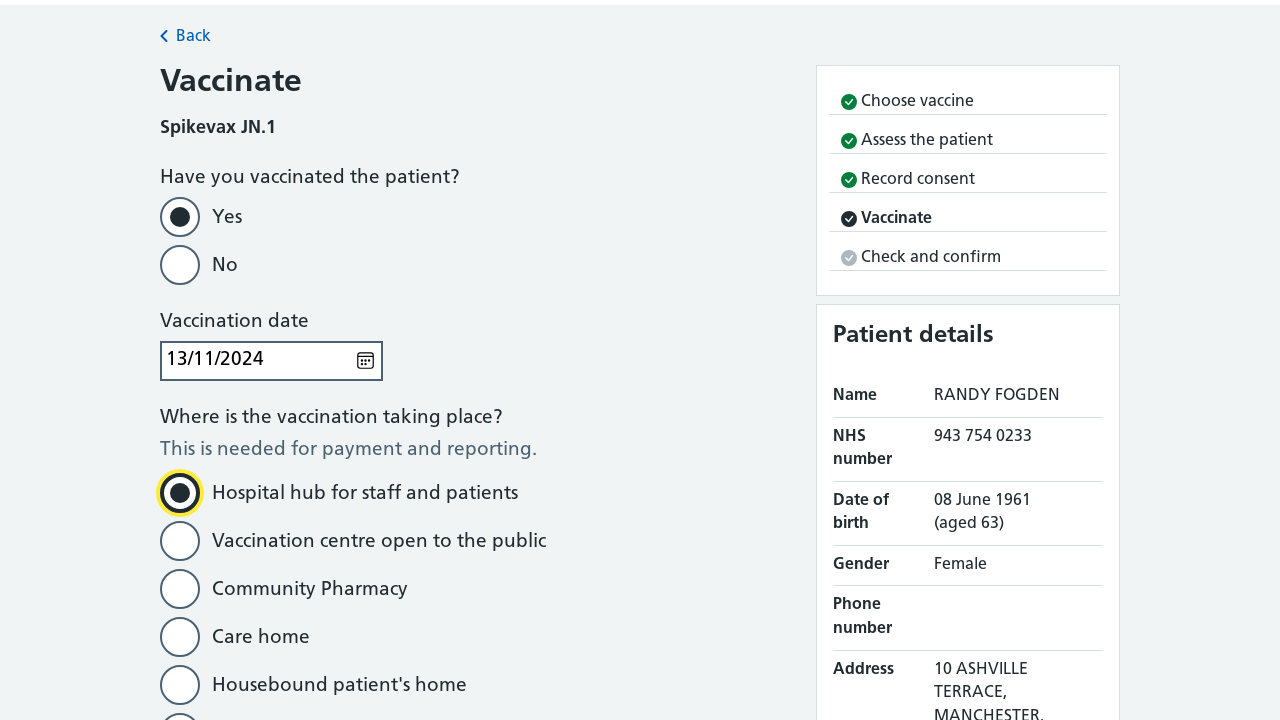 Back
Vaccinate
Spikevax JN.1
Have you vaccinated the patient?
Yes
No
Vaccination date
13/11/2024
Where is the vaccination taking place?
This is needed for payment and reporting.
Hospital hub for staff and patients
Vaccination centre open to the public
Community Pharmacy
Care home
Housebound patient's home
Choose vaccine
Assess the patient
Record consent
Vaccinate
Check and confirm
Patient details
Name RANDY FOGDEN
NHS number 943 754 0233
Date of birth 08 June 1961 (aged 63)
Gender Female
Phone number
Address 10 ASHVILLE
TERRACE,
MANCHESTER,